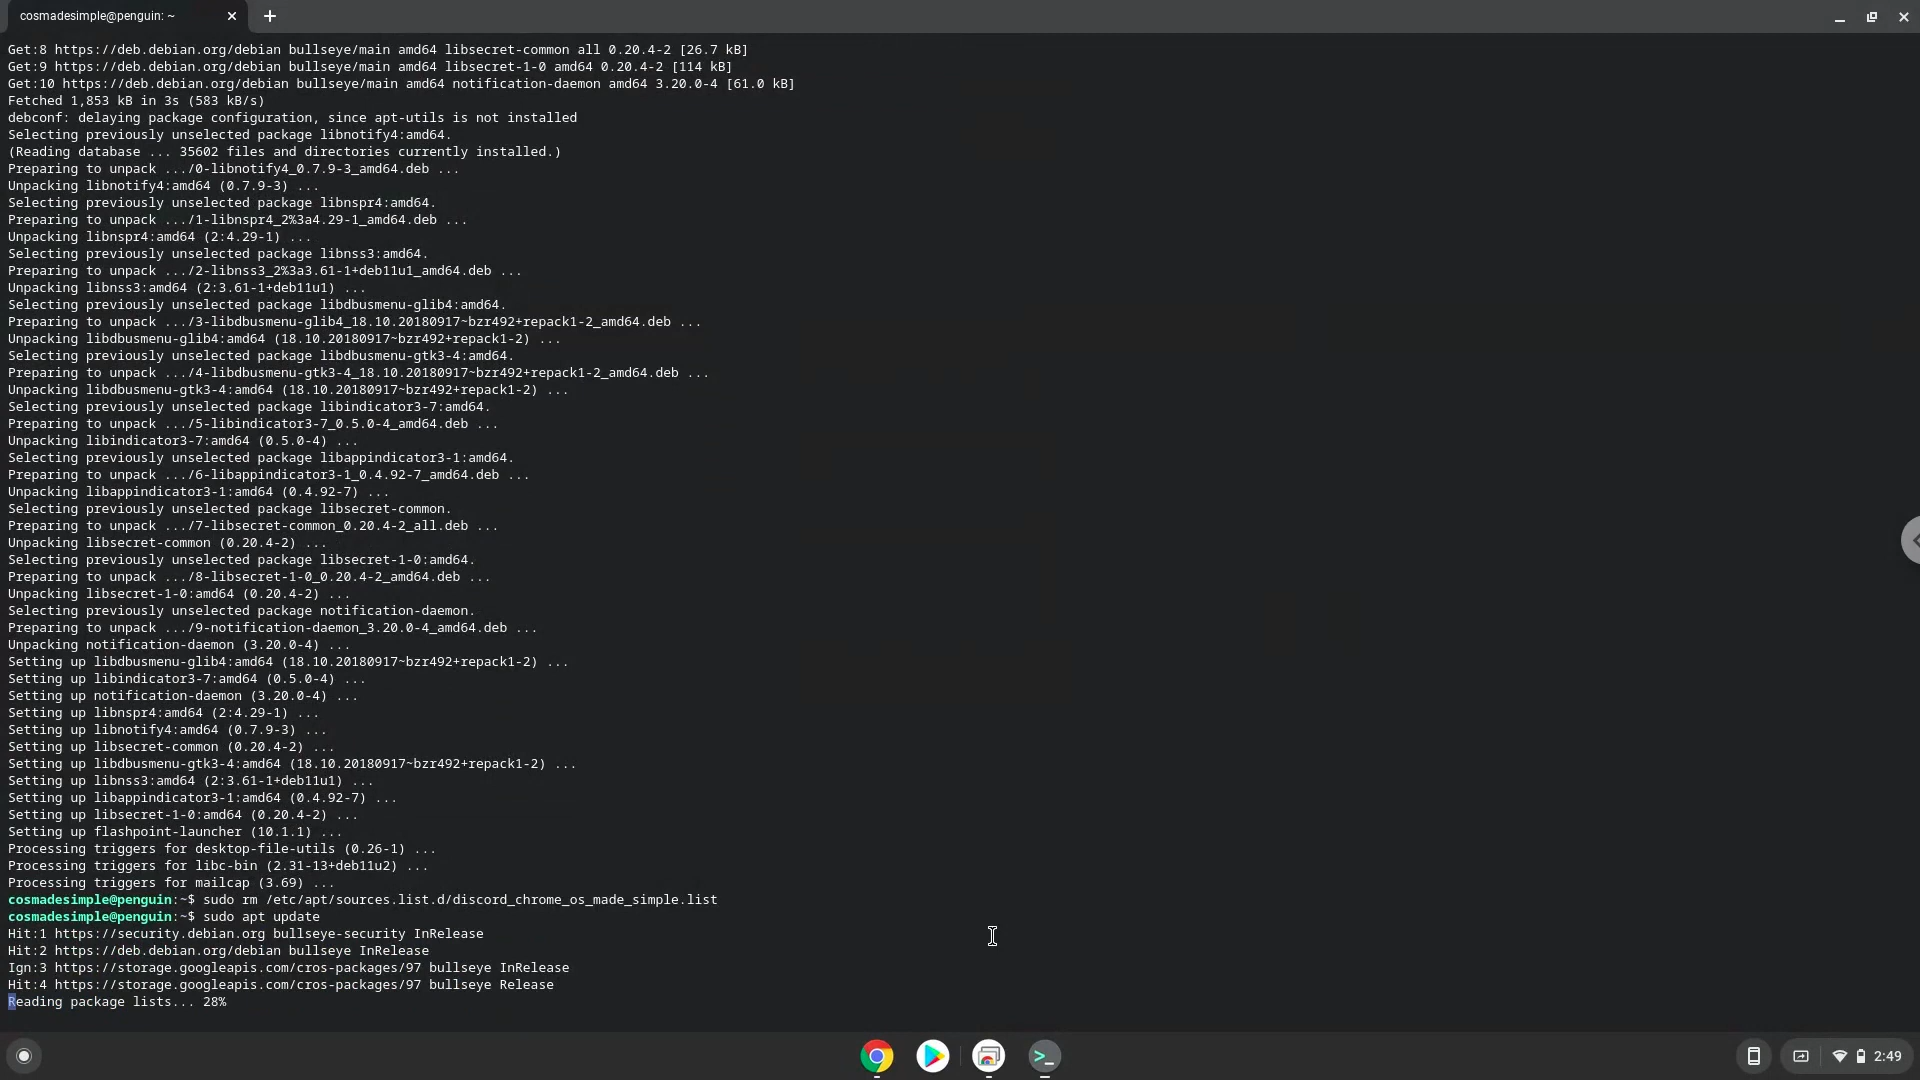 cosmadesimple@penguin: ~
Get:8 https://deb.debian.org/debian bullseye/main amd64 libsecret-common all 0.20.4-2 [26.7 kB]
Get:9 https://deb.debian.org/debian bullseye/main amd64 libsecret-1-0 amd64 0.20.4-2 [114 kB]
Get:10 https://deb.debian.org/debian bullseye/main amd64 notification-daemon amd64 3.20.0-4 [61.0 kB]
Fetched 1,853 kB in 3s (583 kB/s)
debconf: delaying package configuration, since apt-utils is not installed
Selecting previously unselected package libnotify4:amd64.
(Reading database ... 35602 files and directories currently installed.)
Preparing to unpack .../0-libnotify4_0.7.9-3_amd64.deb ...
Unpacking libnotify4:amd64 (0.7.9-3) ...
Selecting previously unselected package libnspr4:amd64.
Preparing to unpack .../1-libnspr4_2%3a4.29-1_amd64.deb ...
Unpacking libnspr4:amd64 (2:4.29-1) ...
Selecting previously unselected package libnss3:amd64.
Preparing to unpack .../2-libnss3_2%3a3.61-1+deb11u1_amd64.deb ...
Unpacking libnss3:amd64 (2:3.61-1+deb11u1) ...
Selecting previously unselected package libdbusmenu-glib4:amd64.
Preparing to unpack .../3-libdbusmenu-glib4_18.10.20180917~bzr492+repack1-2_amd64.deb ...
Unpacking libdbusmenu-glib4:amd64 (18.10.20180917~bzr492+repack1-2) ...
Selecting previously unselected package libdbusmenu-gtk3-4:amd64.
Preparing to unpack .../4-libdbusmenu-gtk3-4_18.10.20180917~bzr492+repack1-2_amd64.deb ...
Unpacking libdbusmenu-gtk3-4:amd64 (18.10.20180917~bzr492+repack1-2) ...
Selecting previously unselected package libindicator3-7:amd64.
Preparing to unpack .../5-libindicator3-7_0.5.0-4_amd64.deb ...
Unpacking libindicator3-7:amd64 (0.5.0-4) ...
Selecting previously unselected package libappindicator3-1:amd64.
Preparing to unpack .../6-libappindicator3-1_0.4.92-7_amd64.deb ...
Unpacking libappindicator3-1:amd64 (0.4.92-7) ...
Selecting previously unselected package libsecret-common.
Preparing to unpack .../7-libsecret-common_0.20.4-2_all.deb ...
Unpacking libsecret-common (0.20.4-2) ...
Selecting previously unselected package libsecret-1-0:amd64.
Preparing to unpack .../8-libsecret-1-0_0.20.4-2_amd64.deb ...
Unpacking libsecret-1-0:amd64 (0.20.4-2) ...
Selecting previously unselected package notification-daemon.
Preparing to unpack .../9-notification-daemon_3.20.0-4_amd64.deb ...
Unpacking notification-daemon (3.20.0-4) ...
Setting up libdbusmenu-glib4:amd64 (18.10.20180917~bzr492+repack1-2) ...
Setting up libindicator3-7:amd64 (0.5.0-4) ...
Setting up notification-daemon (3.20.0-4) ...
Setting up libnspr4:amd64 (2:4.29-1) ...
Setting up libnotify4:amd64 (0.7.9-3) ...
Setting up libsecret-common (0.20.4-2) ...
Setting up libdbusmenu-gtk3-4:amd64 (18.10.20180917~bzr492+repack1-2) ...
Setting up libnss3:amd64 (2:3.61-1+deb11u1) ...
Setting up libappindicator3-1:amd64 (0.4.92-7) ...
Setting up libsecret-1-0:amd64 (0.20.4-2) ...
Setting up flashpoint-launcher (10.1.1) ...
Processing triggers for desktop-file-utils (0.26-1) ...
Processing triggers for libc-bin (2.31-13+deb11u2) ...
Processing triggers for mailcap (3.69) ...
cosmadesimple@penguin:~$ sudo rm /etc/apt/sources.list.d/discord_chrome_os_made_simple.list
cosmadesimple@penguin:~$ sudo apt update
Hit:1 https://security.debian.org bullseye-security InRelease
Hit:2 https://deb.debian.org/debian bullseye InRelease
Ign:3 https://storage.googleapis.com/cros-packages/97 bullseye InRelease
Hit:4 https://storage.googleapis.com/cros-packages/97 bullseye Release
Reading package lists... 28%
2:49